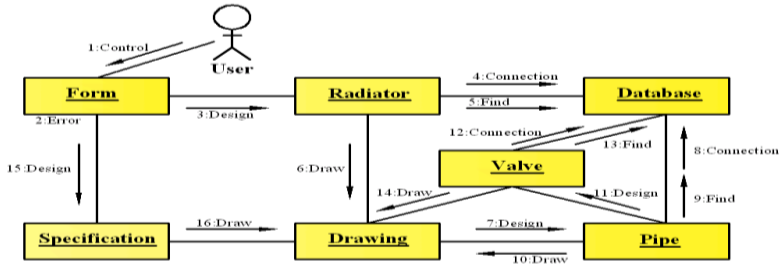 1:Control
User
4:Connection
Form
Radiator
Database
2:Error
3:Design
5:Find
12:Connection
13:Find
8:Connection
Valve
15:Design
6:Draw
14:Draw
11:Design
9:Find
16:Draw
7:Design
Specification
Drawing
Pipe
10:Draw